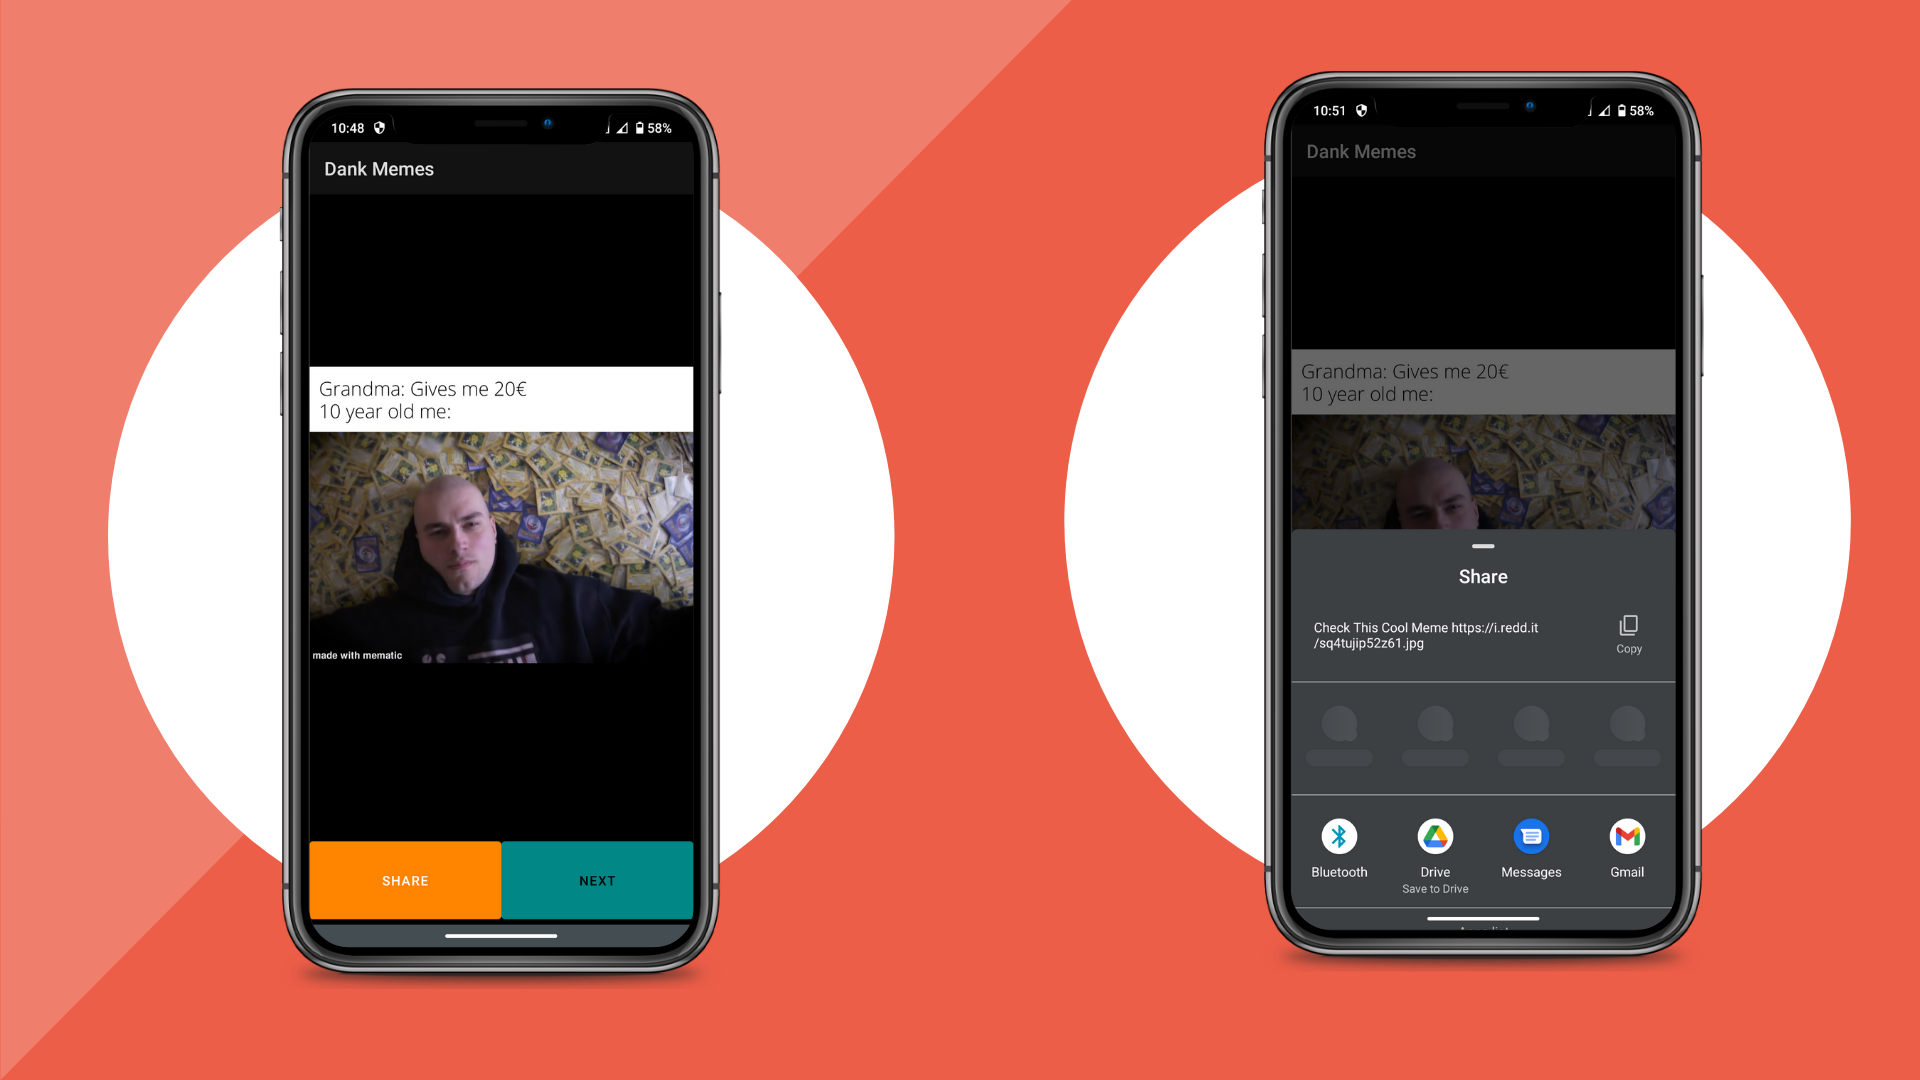 10:48
58%
Dank Memes
Grandma: Gives me 20€
10 year old me:
made with mematic
SHARE
NEXT
10:51
58%
Dank Memes
Grandma: Gives me 20€
10 year old me:
Share
Check This Cool Meme https://i.redd.it
/sq4tujip52z61.jpg
Copy
Bluetooth
Drive
Save to Drive
Messages
Gmail